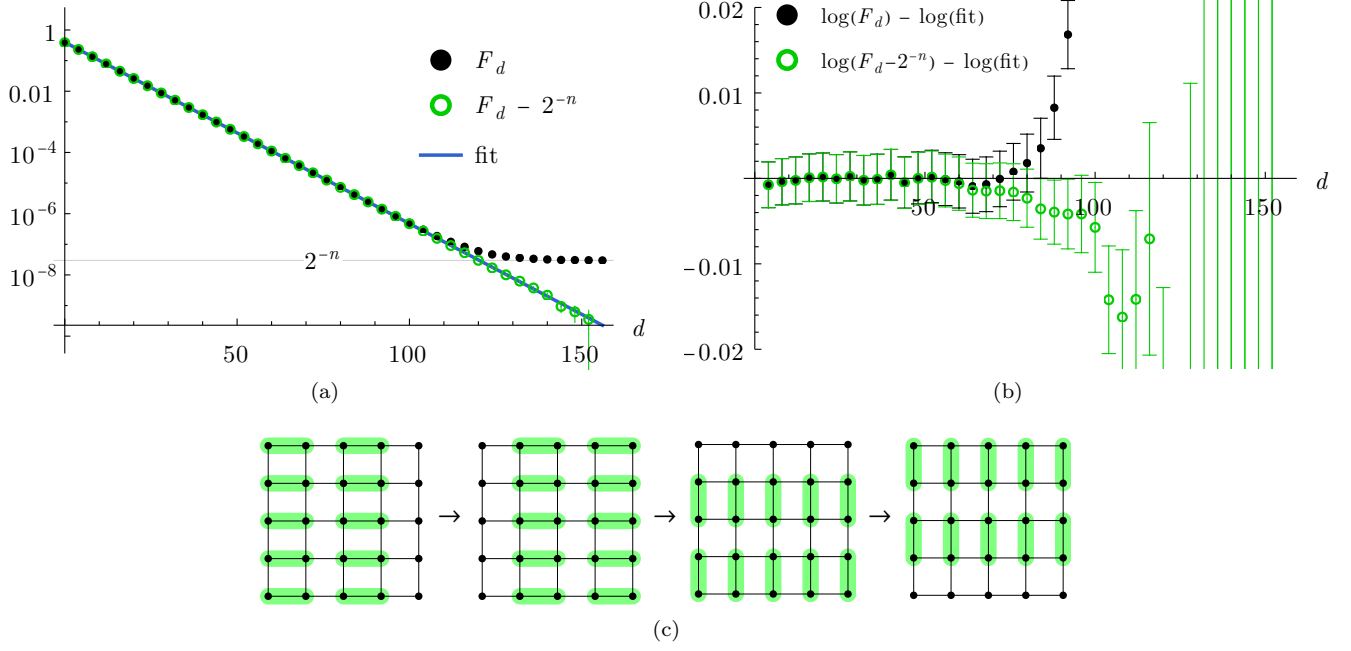 1
0.01
10⁻⁴
10⁻⁶
10⁻⁸
2⁻ⁿ
F_d
F_d − 2⁻ⁿ
fit
50
100
150
d
(a)
0.02
0.01
−0.01
−0.02
log(F_d) − log(fit)
log(F_d−2⁻ⁿ) − log(fit)
50
100
150
d
(b)
→ → →
(c)